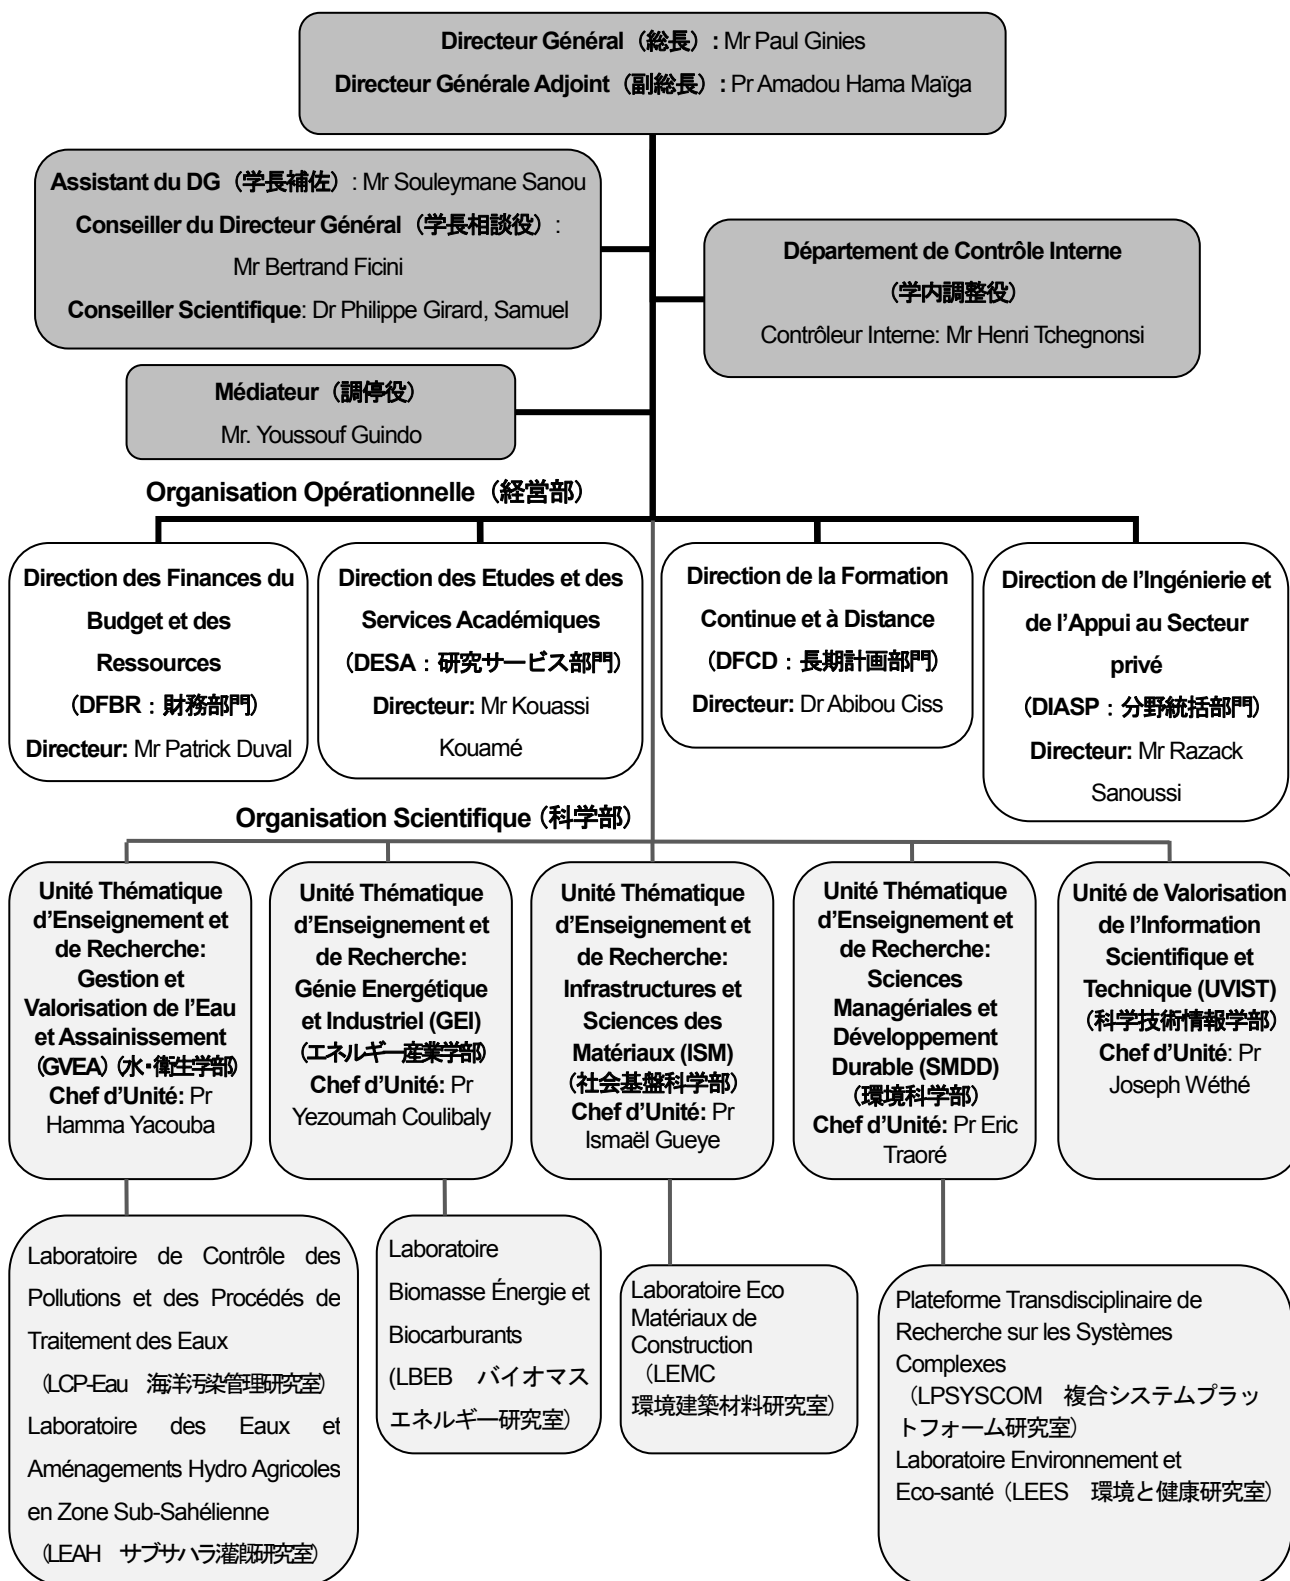 Directeur Général（総長）: Mr Paul Ginies
Directeur Générale Adjoint（副総長）: Pr Amadou Hama Maïga
Assistant du DG（学長補佐）: Mr Souleymane Sanou
Conseiller du Directeur Général（学長相談役）:
Mr Bertrand Ficini
Conseiller Scientifique: Dr Philippe Girard, Samuel
Département de Contrôle Interne
（学内調整役）
Contrôleur Interne: Mr Henri Tchegnonsi
Médiateur（調停役）
Mr. Youssouf Guindo
Organisation Opérationnelle（経営部）
Direction des Finances du
Budget et des
Ressources
（DFBR：財務部門）
Directeur: Mr Patrick Duval
Direction des Etudes et des
Services Académiques
（DESA：研究サービス部門）
Directeur: Mr Kouassi
Kouamé
Direction de la Formation
Continue et à Distance
（DFCD：長期計画部門）
Directeur: Dr Abibou Ciss
Direction de l’Ingénierie et
de l’Appui au Secteur
privé
（DIASP：分野統括部門）
Directeur: Mr Razack
Sanoussi
Organisation Scientifique（科学部）
Unité Thématique
d’Enseignement et
de Recherche:
Gestion et
Valorisation de l’Eau
et Assainissement
（GVEA）（水・衛生学部）
Chef d’Unité: Pr
Hamma Yacouba
Unité Thématique
d’Enseignement et
de Recherche:
Génie Energétique
et Industriel (GEI)
（エネルギー産業学部）
Chef d’Unité: Pr
Yezoumah Coulibaly
Unité Thématique
d’Enseignement et
de Recherche:
Infrastructures et
Sciences des
Matériaux (ISM)
（社会基盤科学部）
Chef d’Unité: Pr
Ismaël Gueye
Unité Thématique
d’Enseignement et
de Recherche:
Sciences
Managériales et
Développement
Durable (SMDD)
（環境科学部）
Chef d’Unité: Pr Eric
Traoré
Unité de Valorisation
de l’Information
Scientifique et
Technique (UVIST)
（科学技術情報学部）
Chef d’Unité: Pr
Joseph Wéthé
Laboratoire de Contrôle des
Pollutions et des Procédés de
Traitement des Eaux
（LCP-Eau　海洋汚染管理研究室）
Laboratoire des Eaux et
Aménagements Hydro Agricoles
en Zone Sub-Sahélienne
（LEAH　サブサハラ灌漑研究室）
Laboratoire
Biomasse Énergie et
Biocarburants
(LBEB　バイオマス
エネルギー研究室）
Laboratoire Eco
Matériaux de
Construction
（LEMC
環境建築材料研究室）
Plateforme Transdisciplinaire de
Recherche sur les Systèmes
Complexes
（LPSYSCOM　複合システムプラッ
トフォーム研究室）
Laboratoire Environnement et
Eco-santé（LEES　環境と健康研究室）